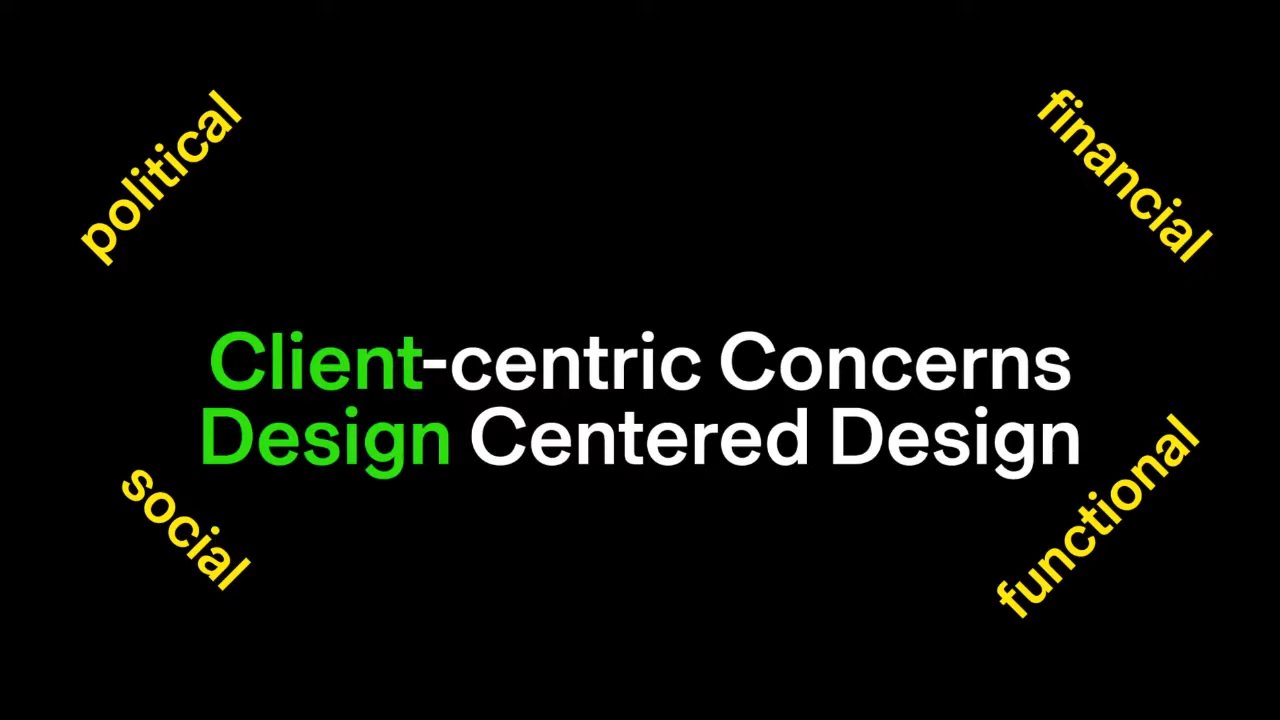 political
financial
Client-centric Concerns
Design Centered Design
social
functional